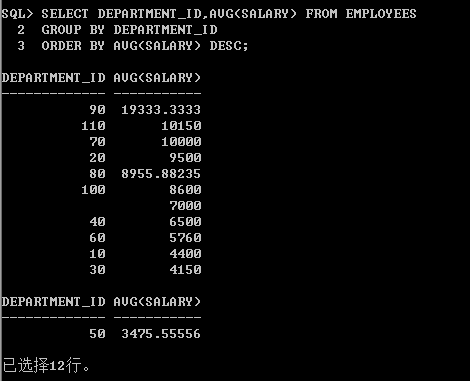 SQL> SELECT DEPARTMENT_ID,AVG(SALARY) FROM EMPLOYEES
2 GROUP BY DEPARTMENT_ID
3 ORDER BY AVG(SALARY) DESC;
DEPARTMENT_ID AVG(SALARY)
------------- -----------
90 19333.3333
110 10150
70 10000
20 9500
80 8955.88235
100 8600
7000
40 6500
60 5760
10 4400
30 4150
DEPARTMENT_ID AVG(SALARY)
------------- -----------
50 3475.55556
已选择12行。